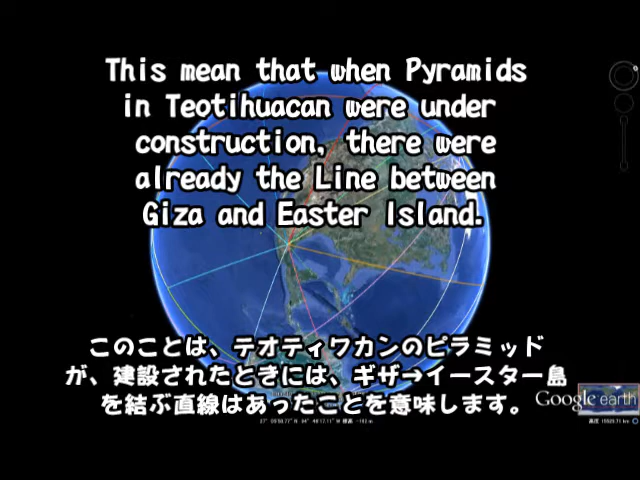 This mean that when Pyramids
in Teotihuacan were under
construction, there were
already the Line between
Giza and Easter Island.
このことは、テオティワカンのピラミッド
が、建設されたときには、ギザ→イースター島
を結ぶ直線はあったことを意味します。
Google earth